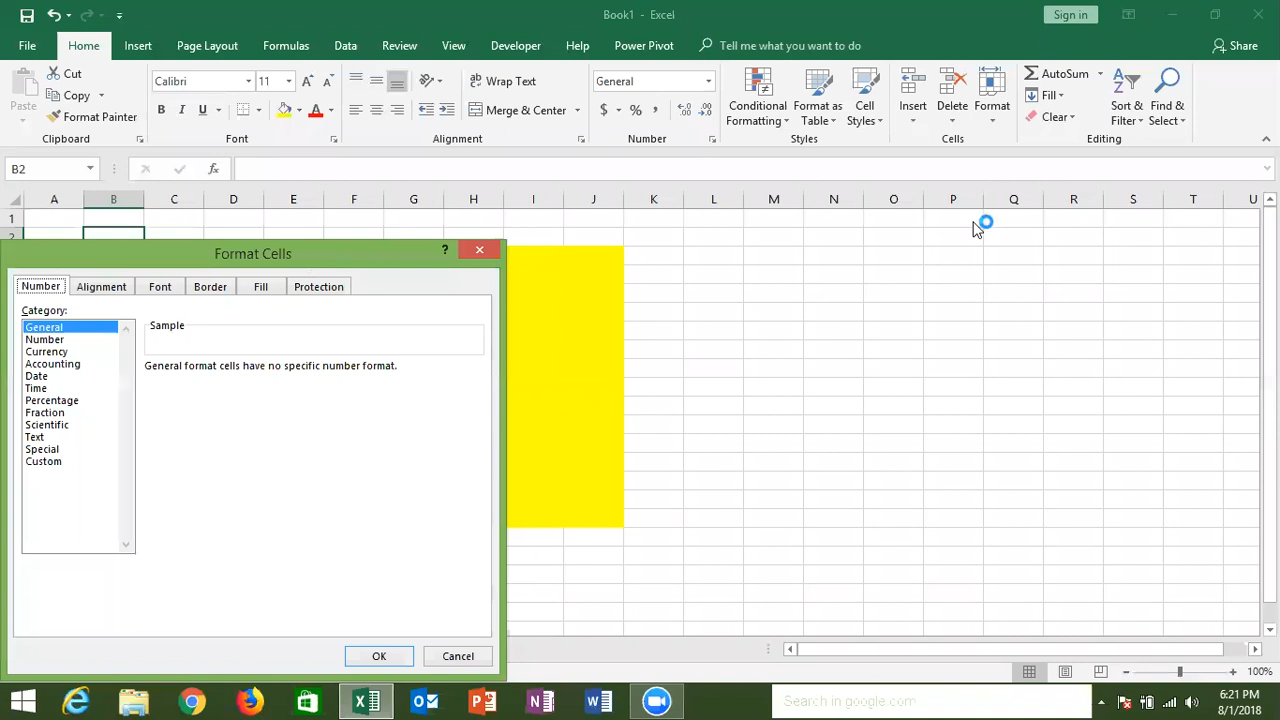 Book1 - Excel
Sign in
File Home Insert Page Layout Formulas Data Review View Developer Help Power Pivot Tell me what you want to do Share
Paste
Cut
Copy
Format Painter
Clipboard
Calibri 11
B I U
Font
Wrap Text
Merge & Center
Alignment
General
$ % ,
Number
Conditional Formatting
Format as Table
Cell Styles
Styles
Insert Delete Format
Cells
AutoSum
Fill
Clear
Sort & Filter
Find & Select
Editing
B2 fx
A B C D E F G H I J K L M N O P Q R S T U
1
2
Format Cells ?
Number Alignment Font Border Fill Protection
Category:
General
Number
Currency
Accounting
Date
Time
Percentage
Fraction
Scientific
Text
Special
Custom
Sample
General format cells have no specific number format.
OK Cancel
100%
Search in google.com
6:21 PM
8/1/2018